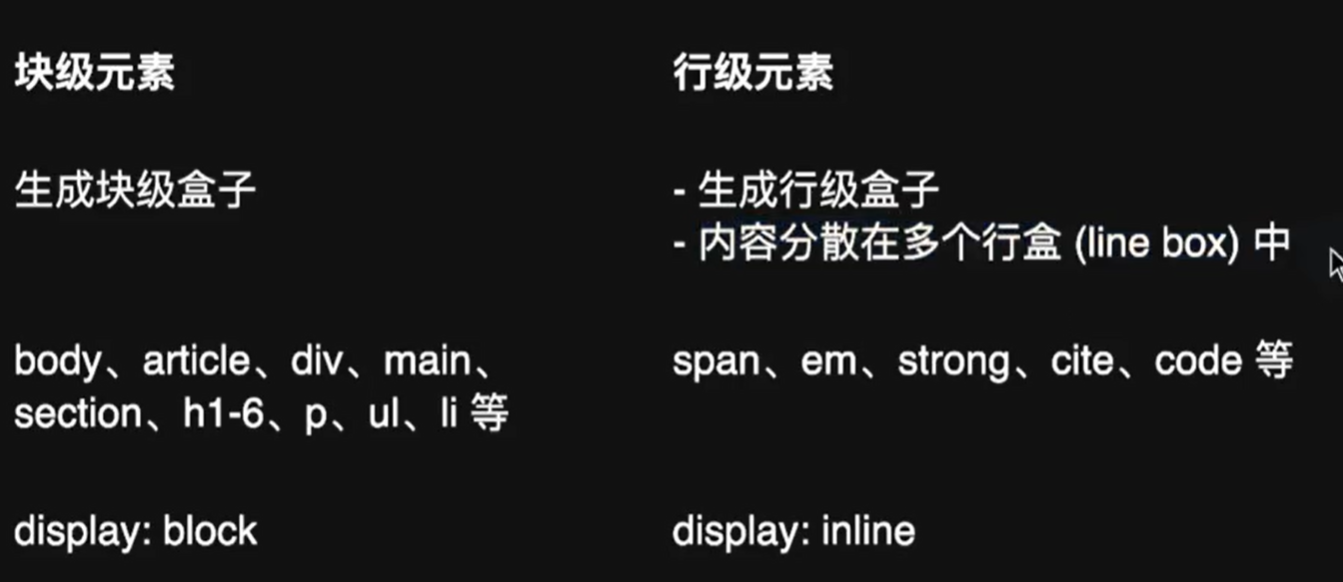 块级元素
行级元素
生成块级盒子
- 生成行级盒子
- 内容分散在多个行盒 (line box) 中
body、article、div、main、
section、h1-6、p、ul、li 等
span、em、strong、cite、code 等
display: block
display: inline